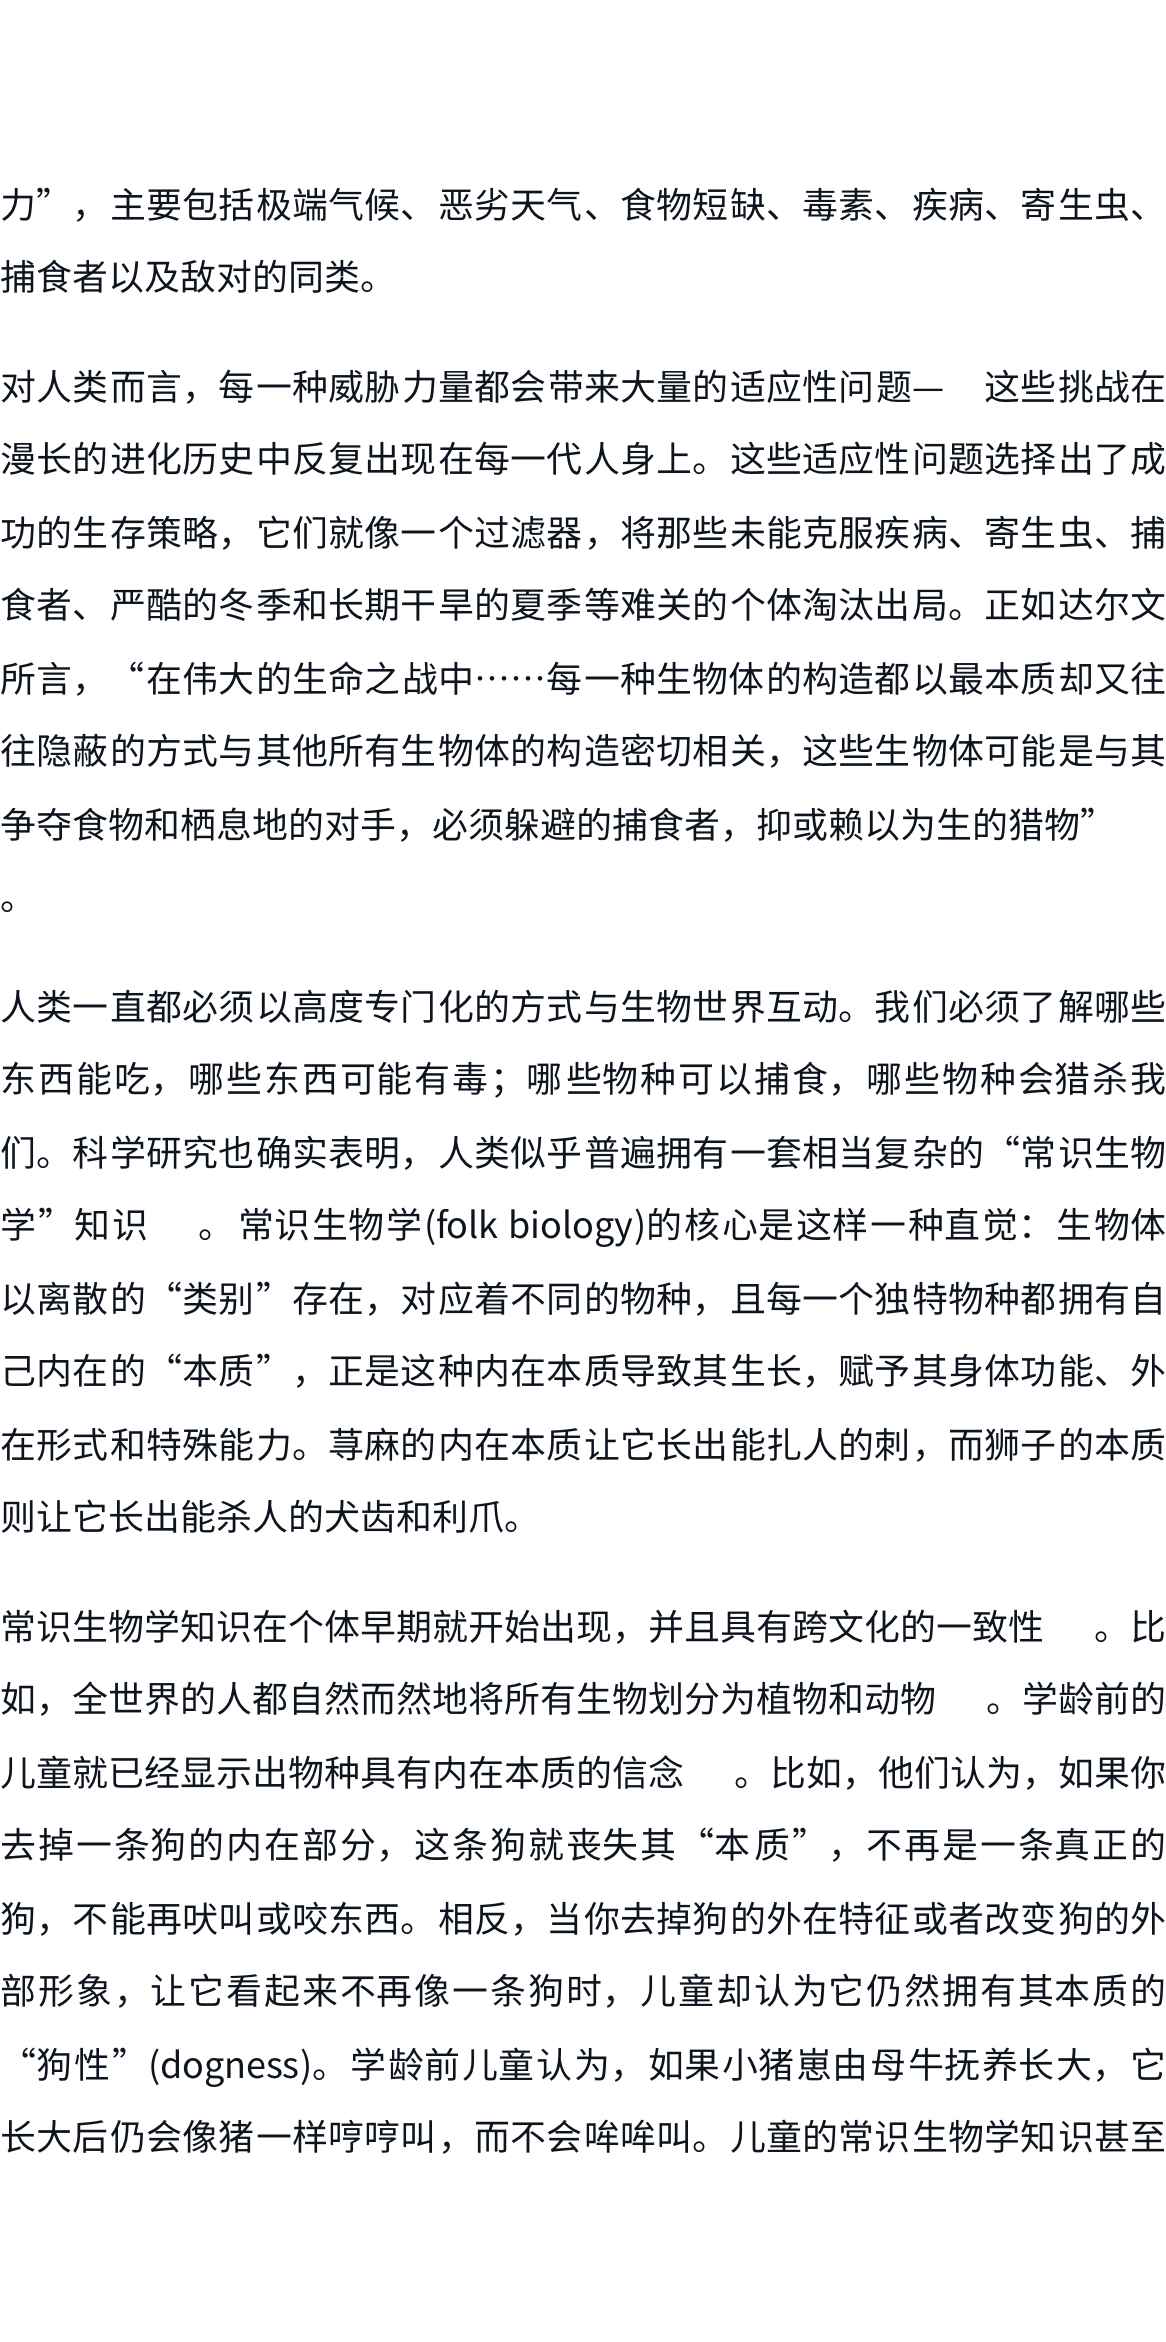 力”，主要包括极端气候、恶劣天气、食物短缺、毒素、疾病、寄生虫、
捕食者以及敌对的同类。
对人类而言，每一种威胁力量都会带来大量的适应性问题— 这些挑战在
漫长的进化历史中反复出现在每一代人身上。这些适应性问题选择出了成
功的生存策略，它们就像一个过滤器，将那些未能克服疾病、寄生虫、捕
食者、严酷的冬季和长期干旱的夏季等难关的个体淘汰出局。正如达尔文
所言，“在伟大的生命之战中……每一种生物体的构造都以最本质却又往
往隐蔽的方式与其他所有生物体的构造密切相关，这些生物体可能是与其
争夺食物和栖息地的对手，必须躲避的捕食者，抑或赖以为生的猎物”
。
人类一直都必须以高度专门化的方式与生物世界互动。我们必须了解哪些
东西能吃，哪些东西可能有毒；哪些物种可以捕食，哪些物种会猎杀我
们。科学研究也确实表明，人类似乎普遍拥有一套相当复杂的“常识生物
学”知识 。常识生物学(folk biology)的核心是这样一种直觉：生物体
以离散的“类别”存在，对应着不同的物种，且每一个独特物种都拥有自
己内在的“本质”，正是这种内在本质导致其生长，赋予其身体功能、外
在形式和特殊能力。荨麻的内在本质让它长出能扎人的刺，而狮子的本质
则让它长出能杀人的犬齿和利爪。
常识生物学知识在个体早期就开始出现，并且具有跨文化的一致性 。比
如，全世界的人都自然而然地将所有生物划分为植物和动物 。学龄前的
儿童就已经显示出物种具有内在本质的信念 。比如，他们认为，如果你
去掉一条狗的内在部分，这条狗就丧失其“本质”，不再是一条真正的
狗，不能再吠叫或咬东西。相反，当你去掉狗的外在特征或者改变狗的外
部形象，让它看起来不再像一条狗时，儿童却认为它仍然拥有其本质的
“狗性”(dogness)。学龄前儿童认为，如果小猪崽由母牛抚养长大，它
长大后仍会像猪一样哼哼叫，而不会哞哞叫。儿童的常识生物学知识甚至